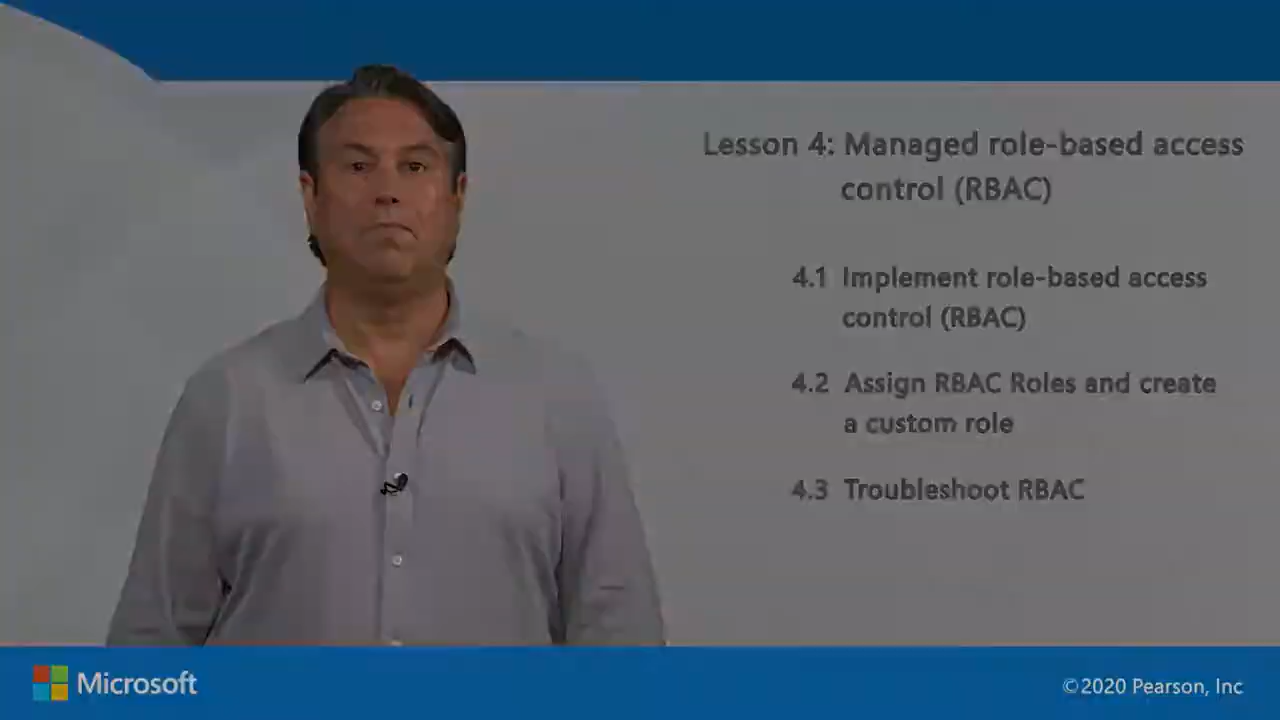 Lesson 4: Managed role-based access
control (RBAC)
4.1 Implement role-based access
control (RBAC)
4.2 Assign RBAC Roles and create
a custom role
4.3 Troubleshoot RBAC
Microsoft
©2020 Pearson, Inc